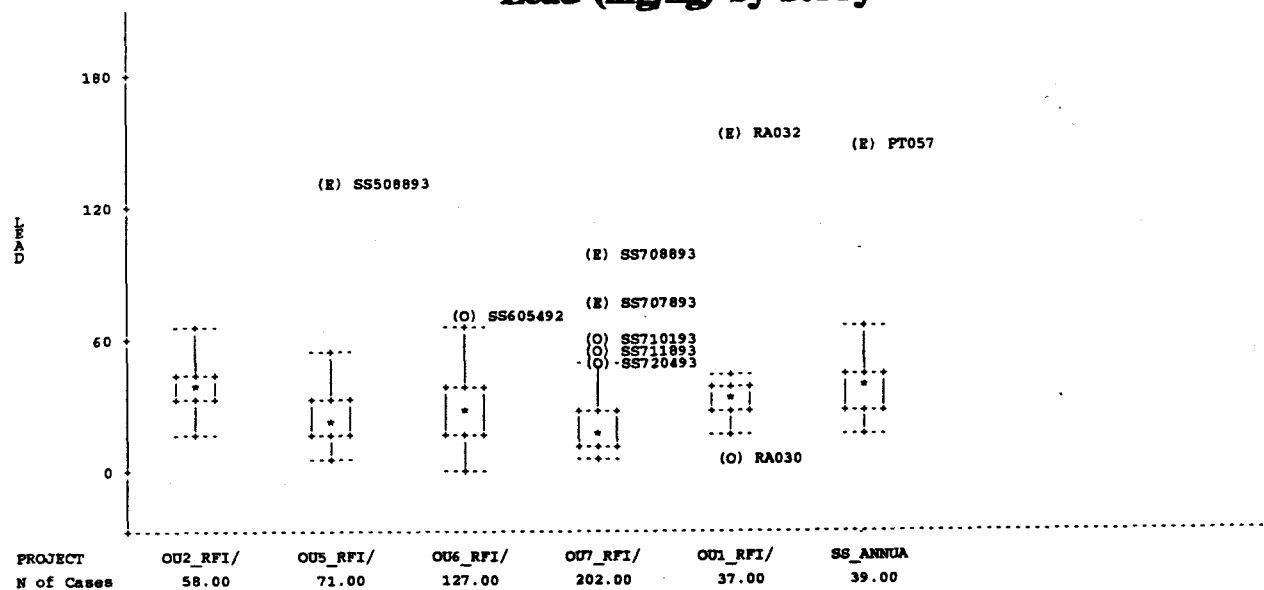 180
(E) RA032
(E) PT057
(E) SS508893
120
LEAD
(E) SS708893
(E) SS707893
(O) SS605492
60
(O) SS710193
(O) SS711893
(O) SS720493
0
(O) RA030
PROJECT OU2_RFI/ OU5_RFI/ OU6_RFI/ OU7_RFI/ OU1_RFI/ SS_ANNUA
N of Cases 58.00 71.00 127.00 202.00 37.00 39.00